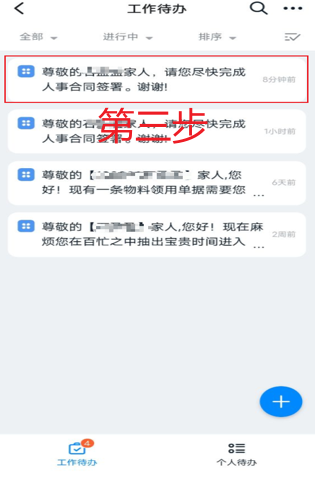 工作待办
全部
进行中
排序
尊敬的 家人，请您尽快完成
人事合同签署。谢谢!
8分钟前
尊敬的 家人，请您尽快完成
人事合同签署。谢谢!
1小时前
第三步
尊敬的【 】家人,您
好！现有一条物料领用单据需要您 ...
6天前
尊敬的【 】家人,您好！现在麻
烦您在百忙之中抽出宝贵时间进入 ...
2周前
+
4
工作待办
个人待办